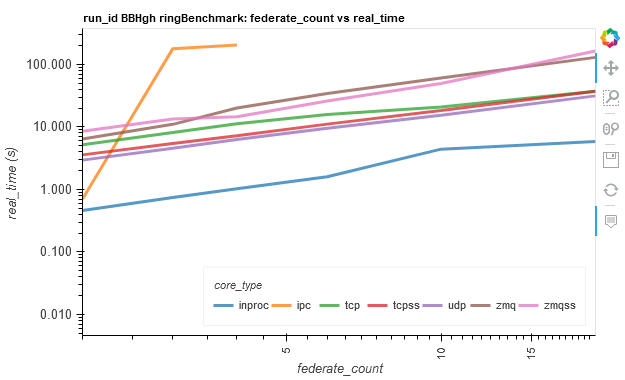 run_id BBHgh ringBenchmark: federate_count vs real_time
real_time (s)
100.000
10.000
1.000
0.100
0.010
core_type
inproc ipc tcp tcpss udp zmq zmqss
5 10 15
federate_count